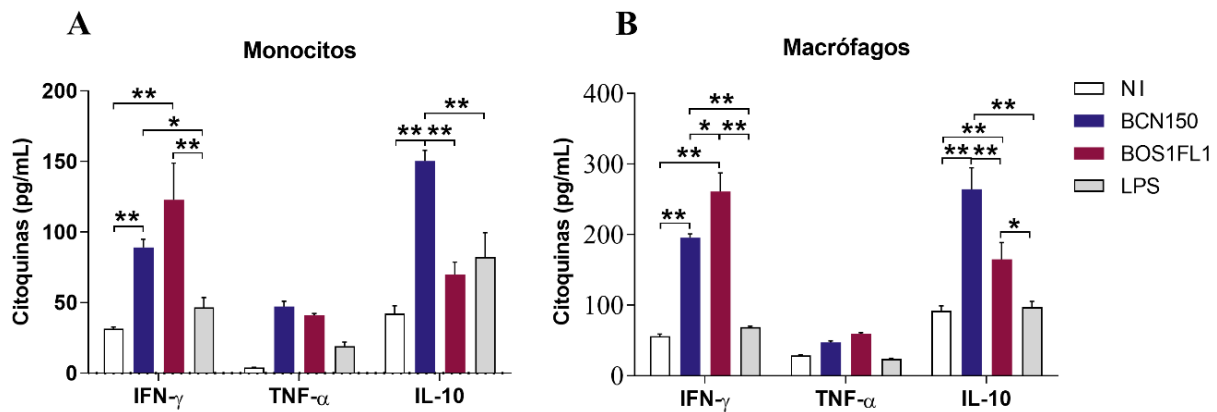 A
Monocitos
Citoquinas (pg/mL)
200
150
100
50
0
** ** * ** ** ** **
IFN-γ TNF-α IL-10
B
Macrófagos
Citoquinas (pg/mL)
400
300
200
100
0
** ** * ** ** ** ** ** ** *
IFN-γ TNF-α IL-10
NI
BCN150
BOS1FL1
LPS